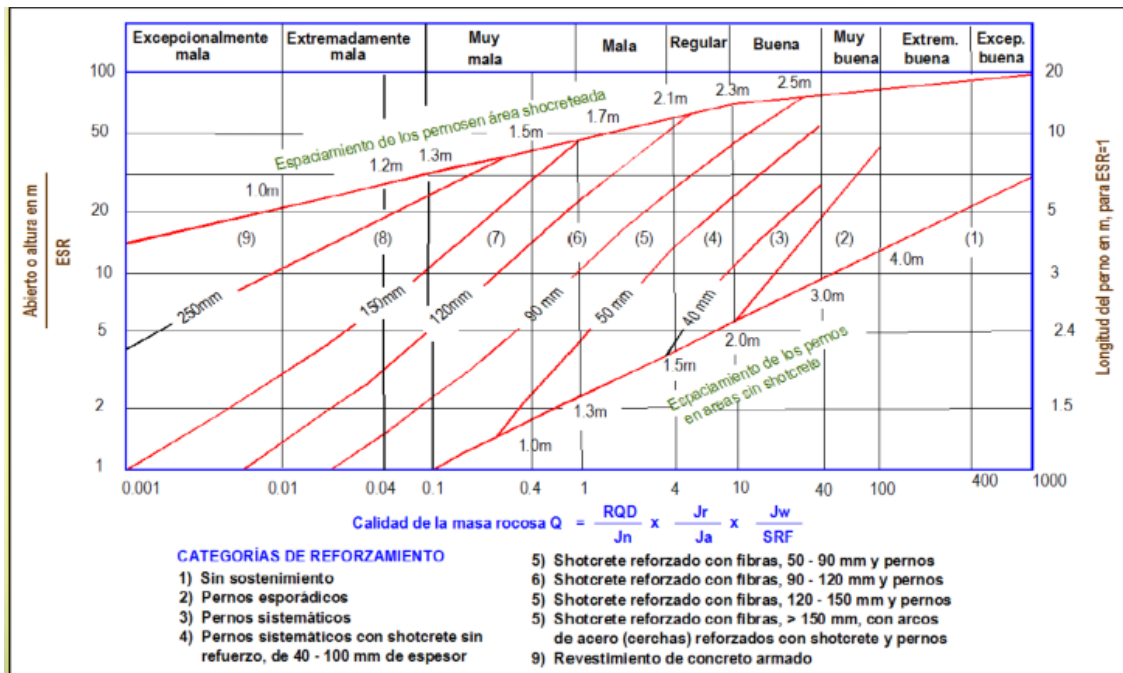 Excepcionalmente mala
Extremadamente mala
Muy mala
Mala
Regular
Buena
Muy buena
Extrem. buena
Excep. buena
100
50
20
10
5
2
1
Abierto o altura en m
ESR
20
10
5
3
2.4
1.5
1
Longitud del perno en m, para ESR=1
Espaciamiento de los pernosen área shocreteada
1.0m
1.2m
1.3m
1.5m
1.7m
2.1m
2.3m
2.5m
(9)
(8)
(7)
(6)
(5)
(4)
(3)
(2)
(1)
250mm
150mm
120mm
90 mm
50 mm
40 mm
4.0m
3.0m
2.0m
1.5m
1.3m
1.0m
Espaciamiento de los pernos
en areas sin shotcrete
0.001
0.01
0.04
0.1
0.4
1
4
10
40
100
400
1000
Calidad de la masa rocosa Q = RQD/Jn x Jr/Ja x Jw/SRF
CATEGORÍAS DE REFORZAMIENTO
1) Sin sostenimiento
2) Pernos esporádicos
3) Pernos sistemáticos
4) Pernos sistemáticos con shotcrete sin
refuerzo, de 40 - 100 mm de espesor
5) Shotcrete reforzado con fibras, 50 - 90 mm y pernos
6) Shotcrete reforzado con fibras, 90 - 120 mm y pernos
5) Shotcrete reforzado con fibras, 120 - 150 mm y pernos
5) Shotcrete reforzado con fibras, > 150 mm, con arcos
de acero (cerchas) reforzados con shotcrete y pernos
9) Revestimiento de concreto armado